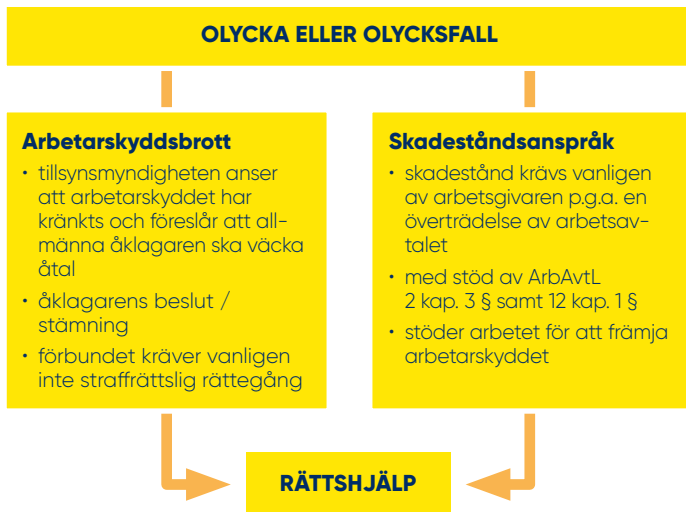 OLYCKA ELLER OLYCKSFALL
Arbetarskyddsbrott
• tillsynsmyndigheten anser
att arbetarskyddet har
kränkts och föreslår att all-
männa åklagaren ska väcka
åtal
• åklagarens beslut /
stämning
• förbundet kräver vanligen
inte straffrättslig rättegång
Skadeståndsanspråk
• skadestånd krävs vanligen
av arbetsgivaren p.g.a. en
överträdelse av arbetsav-
talet
• med stöd av ArbAvtL
2 kap. 3 § samt 12 kap. 1 §
• stöder arbetet för att främja
arbetarskyddet
RÄTTSHJÄLP